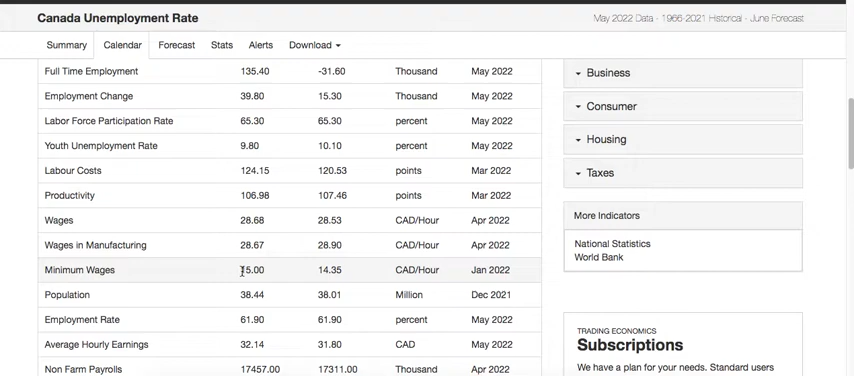 Canada Unemployment Rate
May 2022 Data - 1966-2021 Historical - June Forecast
Summary Calendar Forecast Stats Alerts Download
Full Time Employment 135.40 -31.60 Thousand May 2022
Employment Change 39.80 15.30 Thousand May 2022
Labor Force Participation Rate 65.30 65.30 percent May 2022
Youth Unemployment Rate 9.80 10.10 percent May 2022
Labour Costs 124.15 120.53 points Mar 2022
Productivity 106.98 107.46 points Mar 2022
Wages 28.68 28.53 CAD/Hour Apr 2022
Wages in Manufacturing 28.67 28.90 CAD/Hour Apr 2022
Minimum Wages 15.00 14.35 CAD/Hour Jan 2022
Population 38.44 38.01 Million Dec 2021
Employment Rate 61.90 61.90 percent May 2022
Average Hourly Earnings 32.14 31.80 CAD May 2022
Non Farm Payrolls 17457.00 17311.00 Thousand Apr 2022
Business
Consumer
Housing
Taxes
More Indicators
National Statistics
World Bank
TRADING ECONOMICS
Subscriptions
We have a plan for your needs. Standard users